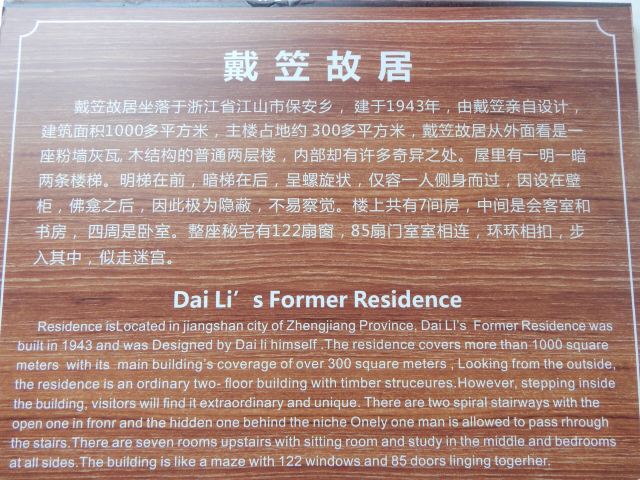 戴笠故居
戴笠故居坐落于浙江省江山市保安乡，建于1943年，由戴笠亲自设计，
建筑面积1000多平方米，主楼占地约 300多平方米，戴笠故居从外面看是一
座粉墙灰瓦, 木结构的普通两层楼，内部却有许多奇异之处。屋里有一明一暗
两条楼梯。明梯在前，暗梯在后，呈螺旋状，仅容一人侧身而过，因设在壁
柜，佛龛之后，因此极为隐蔽，不易察觉。楼上共有7间房，中间是会客室和
书房， 四周是卧室。整座秘宅有122扇窗，85扇门室室相连，环环相扣，步
入其中，似走迷宫。
Dai Li’s Former Residence
Residence isLocated in jiangshan city of Zhengjiang Province, Dai LI's Former Residence was
built in 1943 and was Designed by Dai li himself .The residence covers more than 1000 square
meters with its main building's coverage of over 300 square meters , Looking from the outside,
the residence is an ordinary two- floor building with timber struceures.However, stepping inside
the building, visitors will find it extraordinary and unique. There are two spiral stairways with the
open one in fronr and the hidden one behind the niche Onely one man is allowed to pass rhrough
the stairs.There are seven rooms upstairs with sitting room and study in the middle and bedrooms
at all sides.The building is like a maze with 122 windows and 85 doors linging togerher.